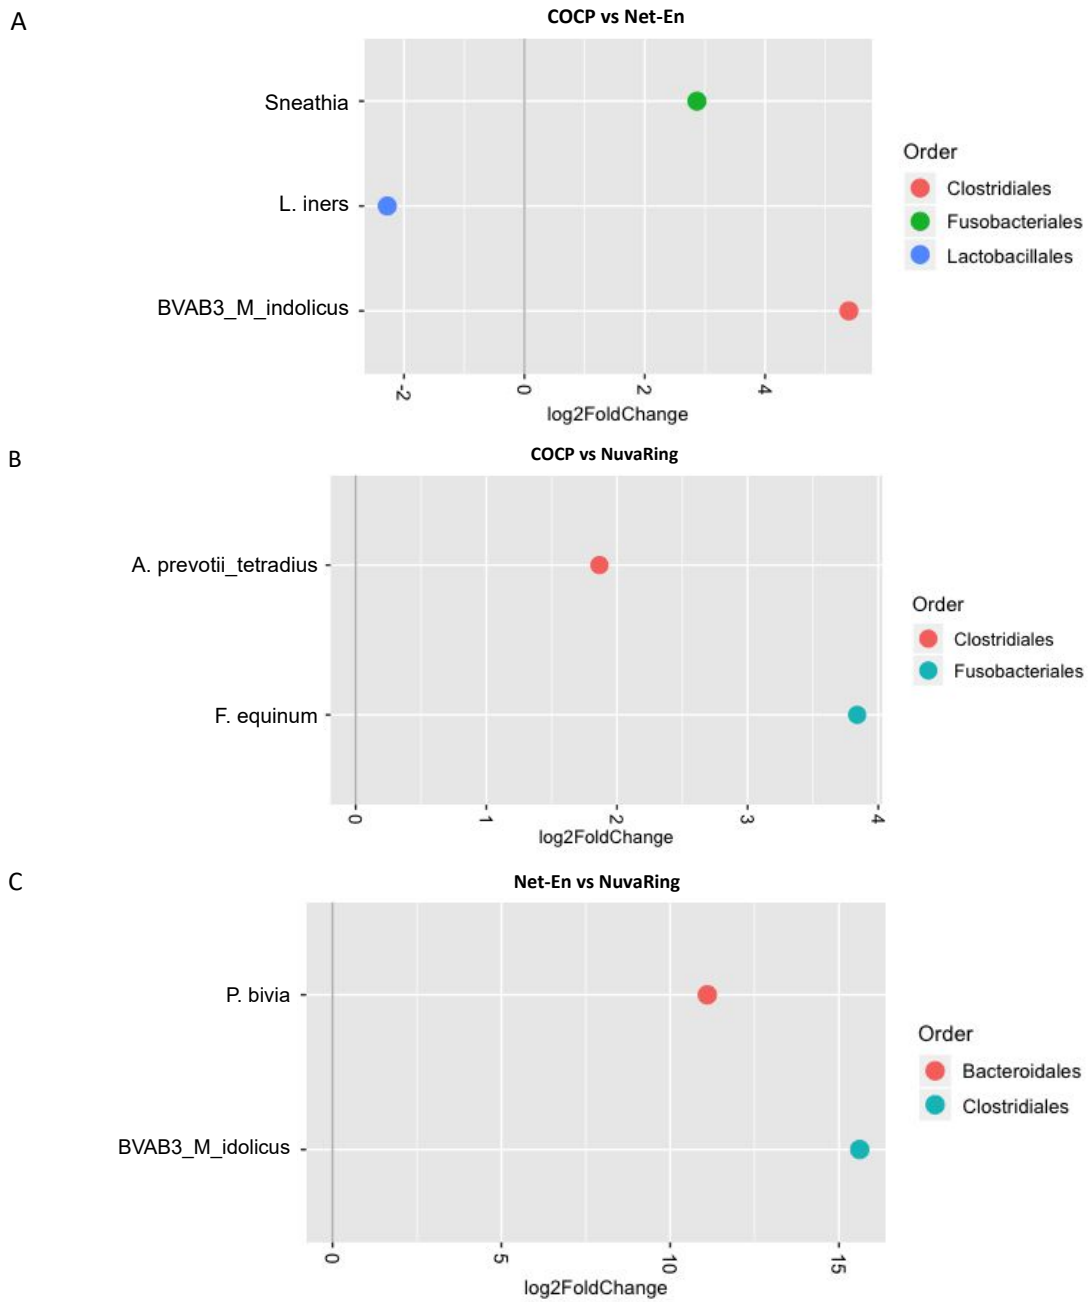 A
COCP vs Net-En
Sneathia
L. iners
BVAB3_M_indolicus
-2
0
2
4
log2FoldChange
Order
Clostridiales
Fusobacteriales
Lactobacillales
B
COCP vs NuvaRing
A. prevotii_tetradius
F. equinum
0
1
2
3
4
log2FoldChange
Order
Clostridiales
Fusobacteriales
C
Net-En vs NuvaRing
P. bivia
BVAB3_M_idolicus
0
5
10
15
log2FoldChange
Order
Bacteroidales
Clostridiales